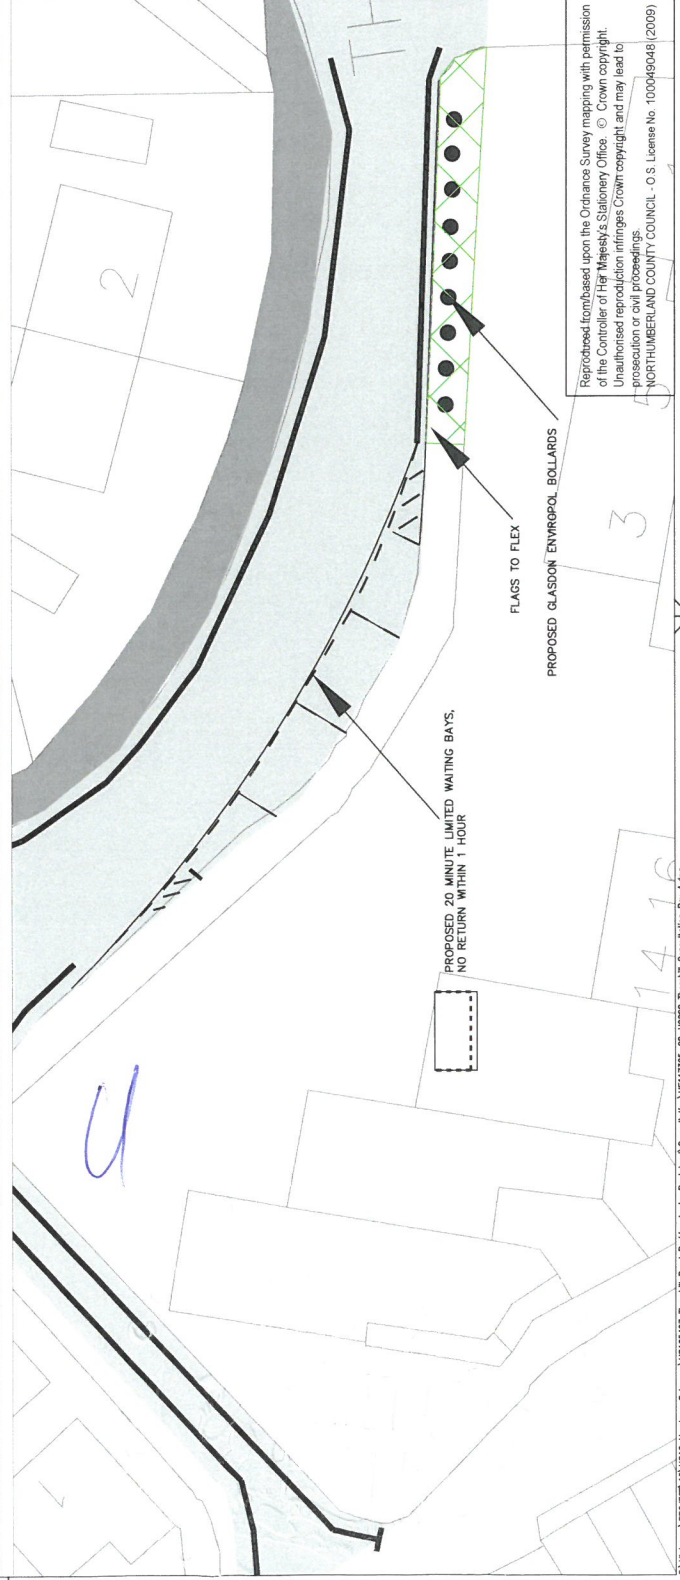 Reproduced from/based upon the Ordnance Survey mapping with permission
of the Controller of Her Majesty's Stationery Office. © Crown copyright.
Unauthorised reproduction infringes Crown copyright and may lead to
prosecution or civil proceedings.
NORTHUMBERLAND COUNTY COUNCIL - O.S. License No. 100049048 (2009)
TH
2
FLAGS TO FLEX
PROPOSED GLASDON ENVIROPOL BOLLARDS
3
5
PROPOSED 20 MINUTE LIMITED WAITING BAYS,
NO RETURN WITHIN 1 HOUR
14 16
1